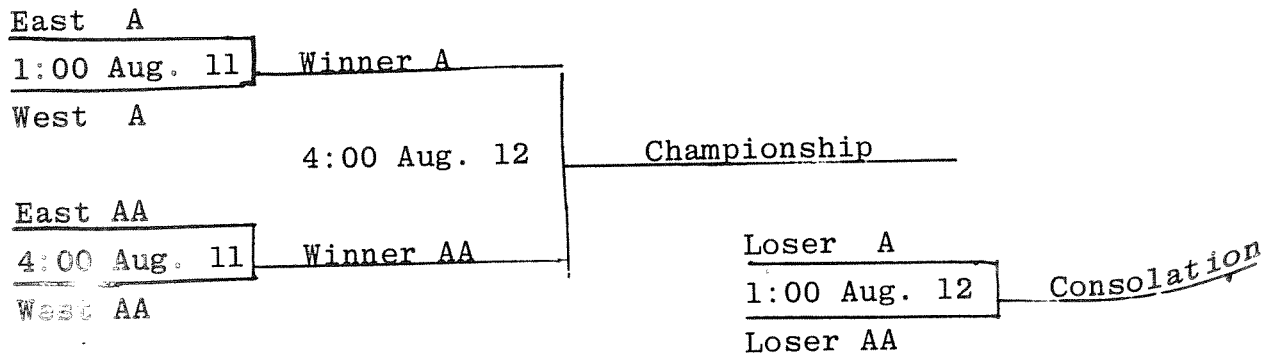 East A
1:00 Aug. 11
West A
Winner A
4:00 Aug. 12
Championship
East AA
4:00 Aug. 11
West AA
Winner AA
Loser A
1:00 Aug. 12
Loser AA
Consolation